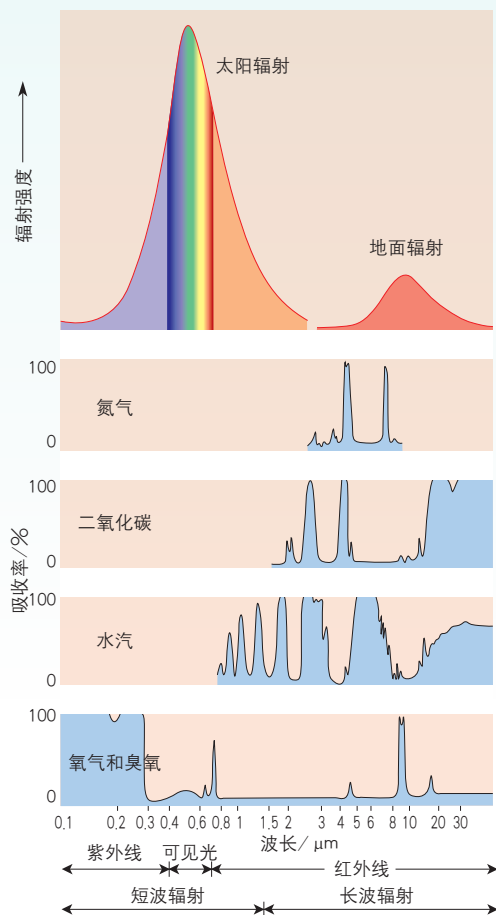 太阳辐射
辐射强度
地面辐射
吸收率/%
100
氮气
0
100
二氧化碳
0
100
水汽
0
100
氧气和臭氧
0
0.1 0.2 0.3 0.4 0.6 0.8 1 1.5 2 3 4 5 6 8 10 20 30
波长/μm
紫外线 可见光 红外线
短波辐射 长波辐射